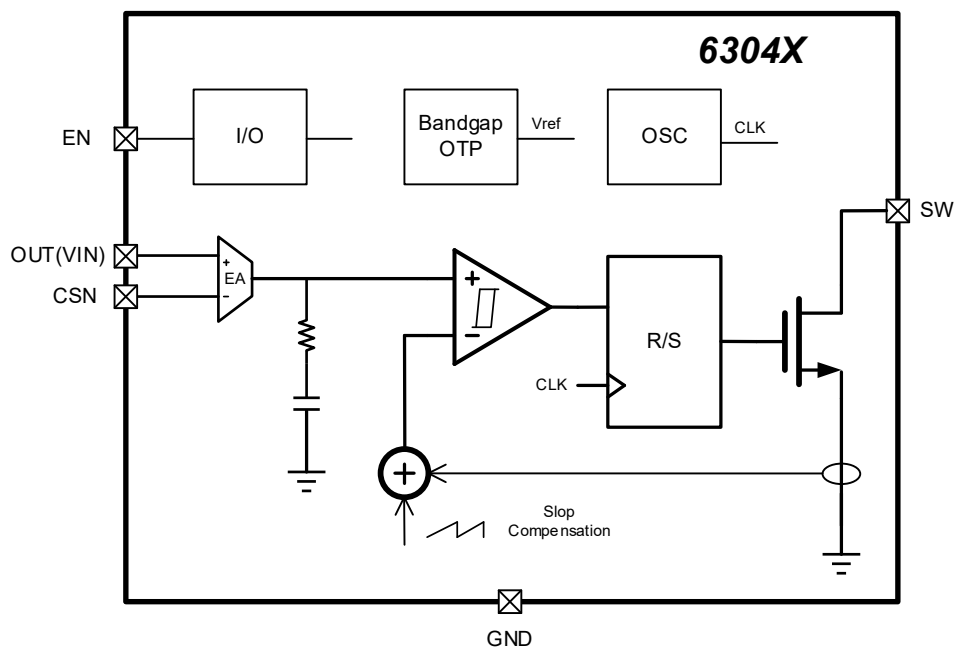 6304X
EN
I/O
Bandgap
OTP
Vref
OSC
CLK
SW
OUT(VIN)
CSN
+
EA
-
+
−
R/S
CLK
+
Slop
Compensation
GND